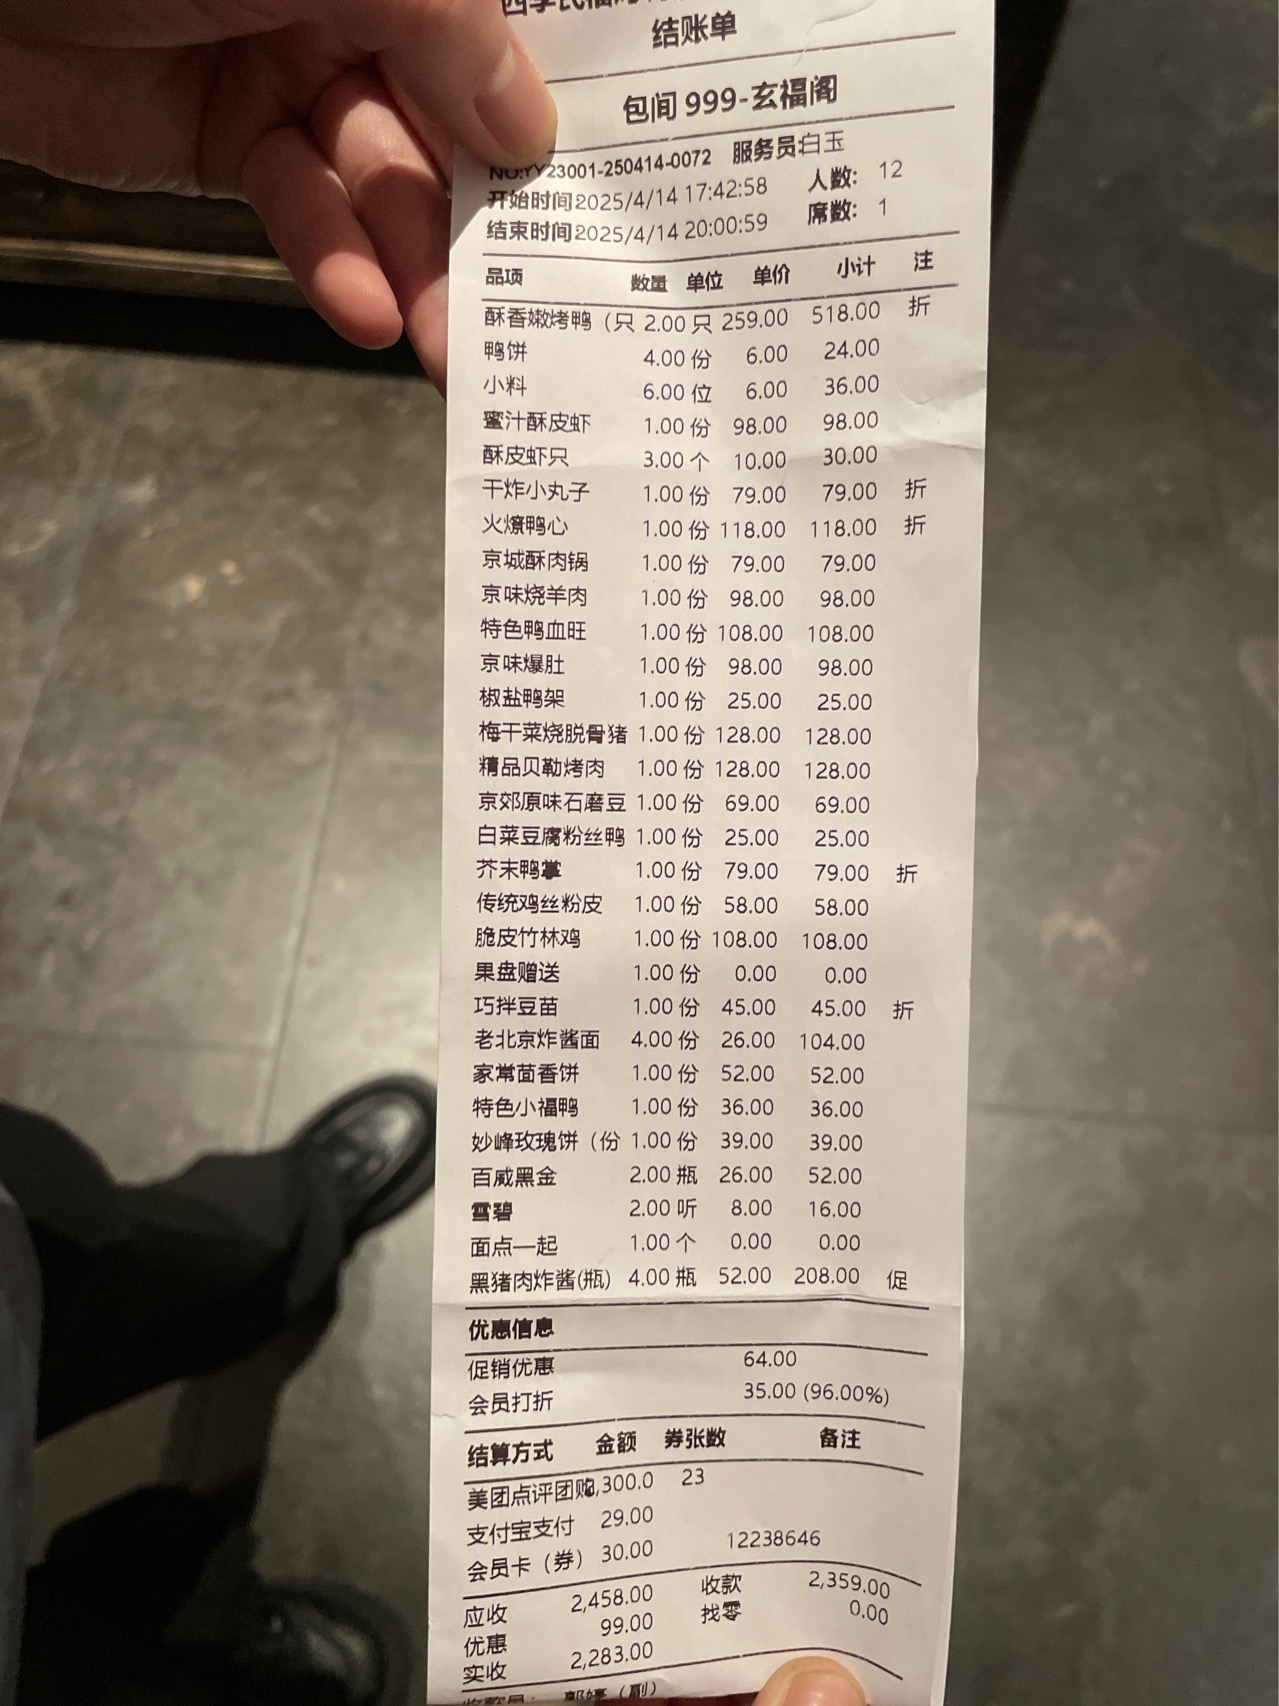 结账单
包间 999-玄福阁
NO:YY23001-250414-0072 服务员:白玉
开始时间2025/4/14 17:42:58 人数: 12
结束时间2025/4/14 20:00:59 席数: 1
品项 数量 单位 单价 小计 注
酥香嫩烤鸭（只 2.00 只 259.00 518.00 折
鸭饼 4.00 份 6.00 24.00
小料 6.00 位 6.00 36.00
蜜汁酥皮虾 1.00 份 98.00 98.00
酥皮虾只 3.00 个 10.00 30.00
干炸小丸子 1.00 份 79.00 79.00 折
火燎鸭心 1.00 份 118.00 118.00 折
京城酥肉锅 1.00 份 79.00 79.00
京味烧羊肉 1.00 份 98.00 98.00
特色鸭血旺 1.00 份 108.00 108.00
京味爆肚 1.00 份 98.00 98.00
椒盐鸭架 1.00 份 25.00 25.00
梅干菜烧脱骨猪 1.00 份 128.00 128.00
精品贝勒烤肉 1.00 份 128.00 128.00
京郊原味石磨豆 1.00 份 69.00 69.00
白菜豆腐粉丝鸭 1.00 份 25.00 25.00
芥末鸭掌 1.00 份 79.00 79.00 折
传统鸡丝粉皮 1.00 份 58.00 58.00
脆皮竹林鸡 1.00 份 108.00 108.00
果盘赠送 1.00 份 0.00 0.00
巧拌豆苗 1.00 份 45.00 45.00 折
老北京炸酱面 4.00 份 26.00 104.00
家常茴香饼 1.00 份 52.00 52.00
特色小福鸭 1.00 份 36.00 36.00
妙峰玫瑰饼（份 1.00 份 39.00 39.00
百威黑金 2.00 瓶 26.00 52.00
雪碧 2.00 听 8.00 16.00
面点一起 1.00 个 0.00 0.00
黑猪肉炸酱(瓶) 4.00 瓶 52.00 208.00 促
优惠信息
促销优惠 64.00
会员打折 35.00 (96.00%)
结算方式 金额 券张数 备注
美团点评团购,300.0 23
支付宝支付 29.00
会员卡（券） 30.00 12238646
应收 2,458.00 收款 2,359.00
优惠 99.00 找零 0.00
实收 2,283.00